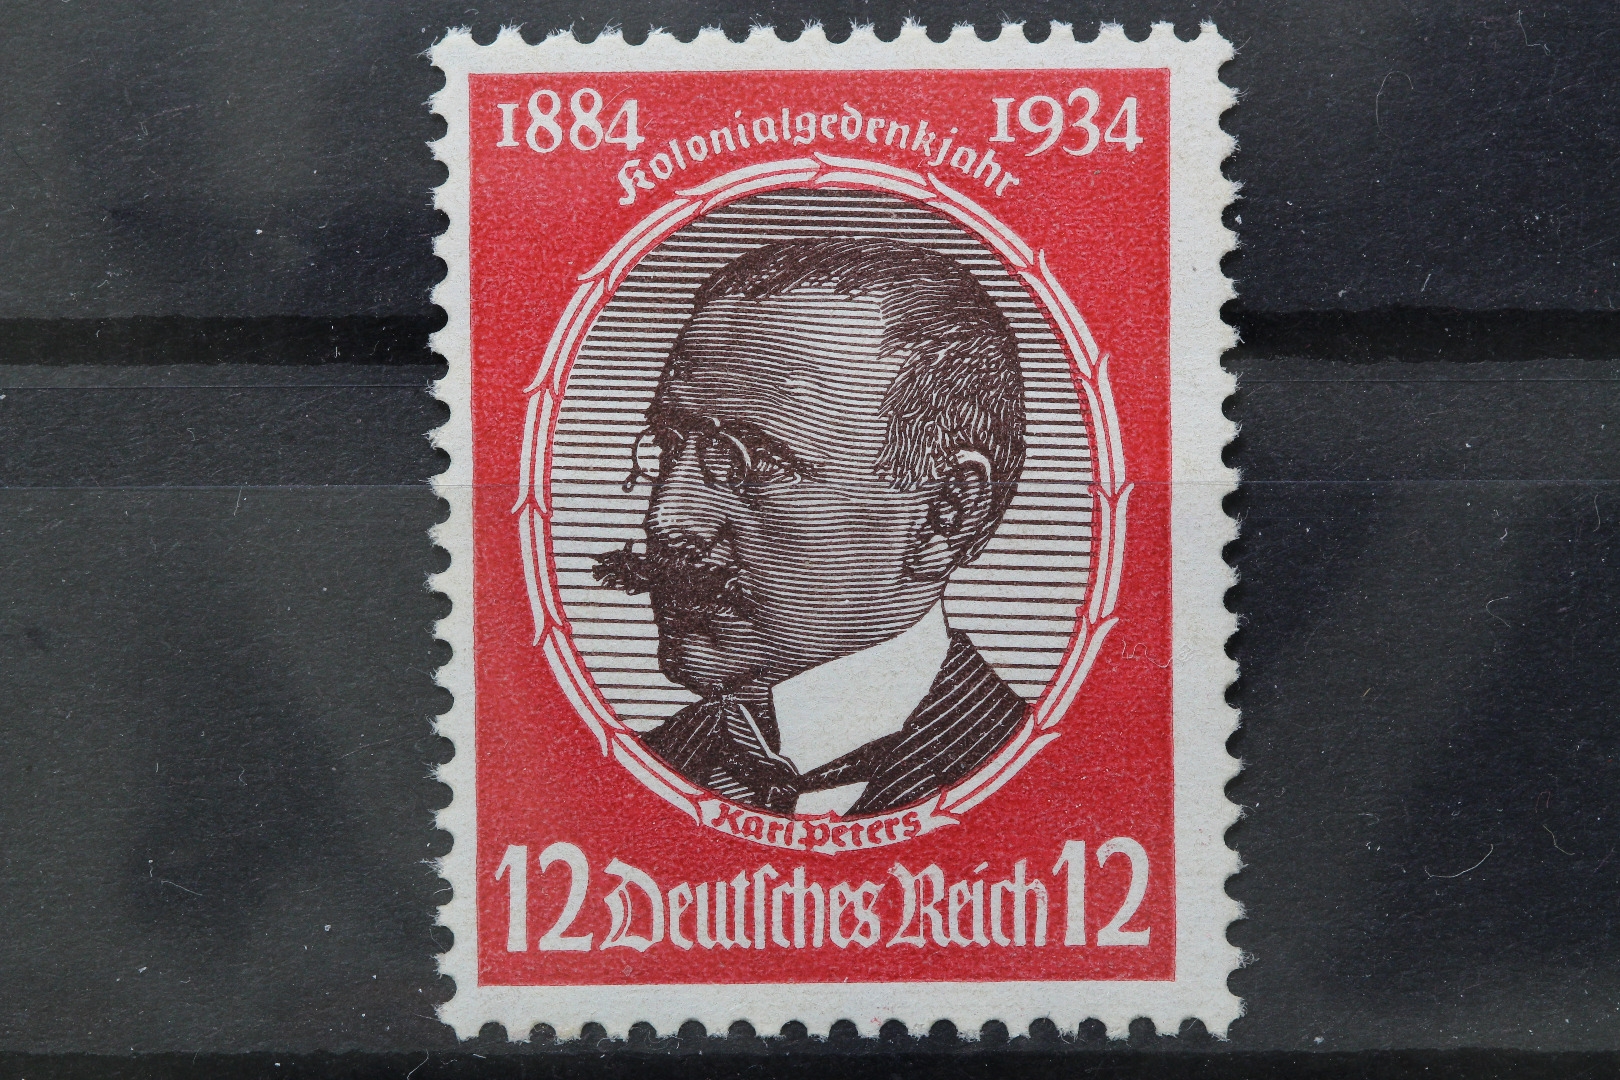 1884 Kolonialgedenkjahr 1934
Karl Peters
12 Deutſches Reich 12